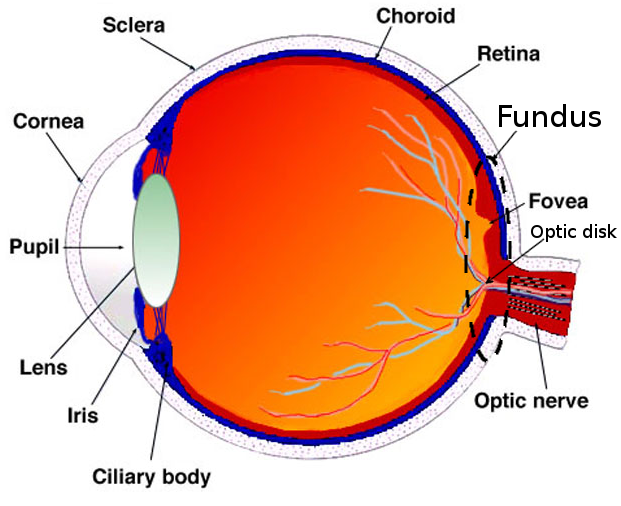 Choroid
Sclera
Retina
Fundus
Cornea
Fovea
Optic disk
Pupil
Lens
Optic nerve
Iris
Ciliary body